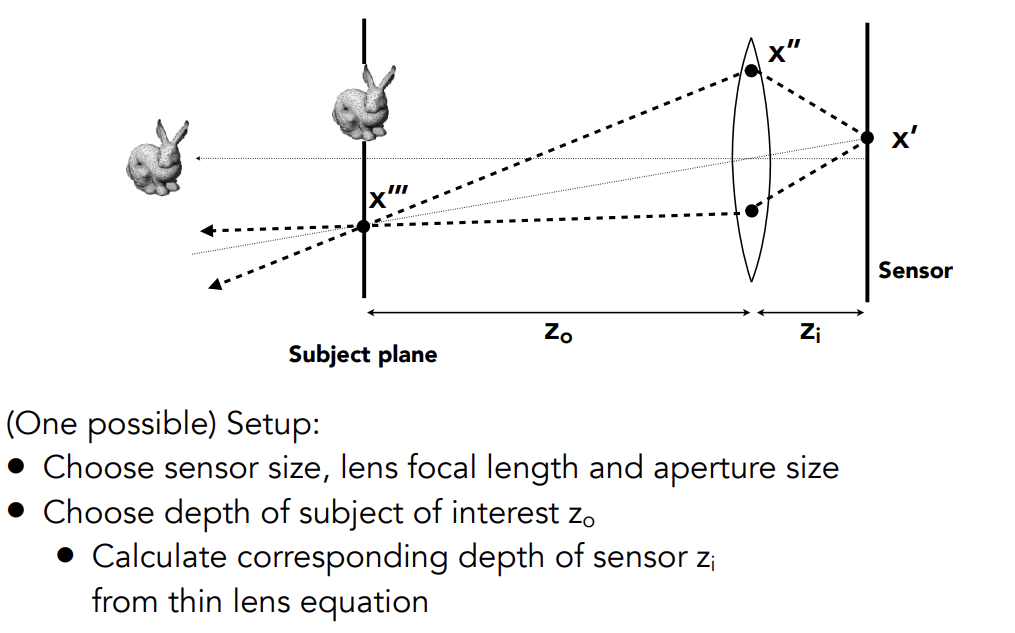 x″
x′
x‴
Sensor
zₒ
zᵢ
Subject plane
(One possible) Setup:
● Choose sensor size, lens focal length and aperture size
● Choose depth of subject of interest zₒ
● Calculate corresponding depth of sensor zᵢ
from thin lens equation